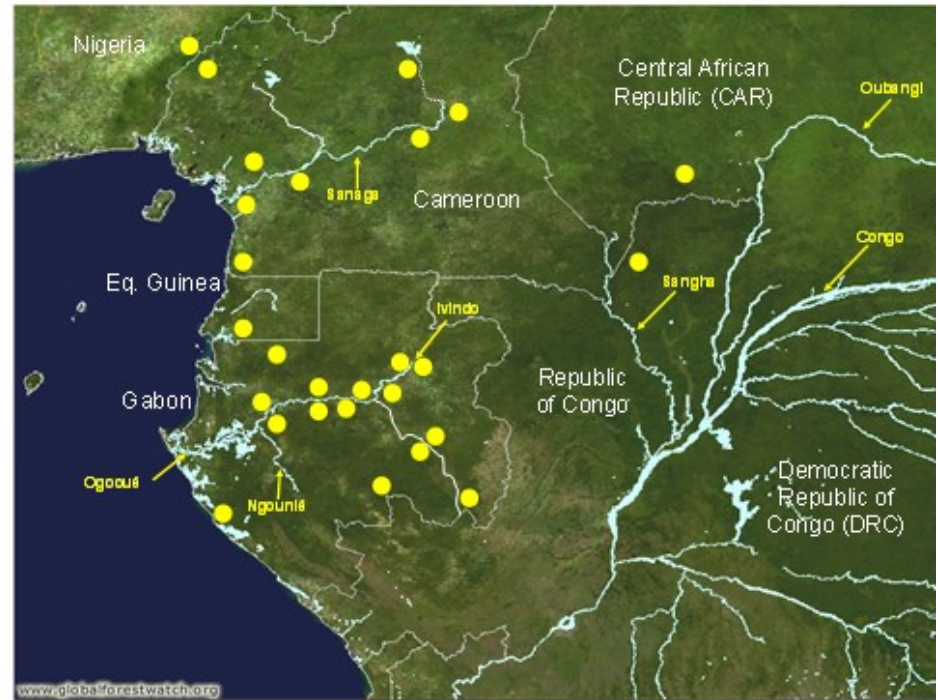 Nigeria
Central African
Republic (CAR)
Oubangi
Sanaga
Cameroon
Congo
Eq. Guinea
Sangha
Ivindo
Republic
of Congo
Gabon
Democratic
Republic of
Congo (DRC)
Ogooué
Ngounié
www.globalforestwatch.org